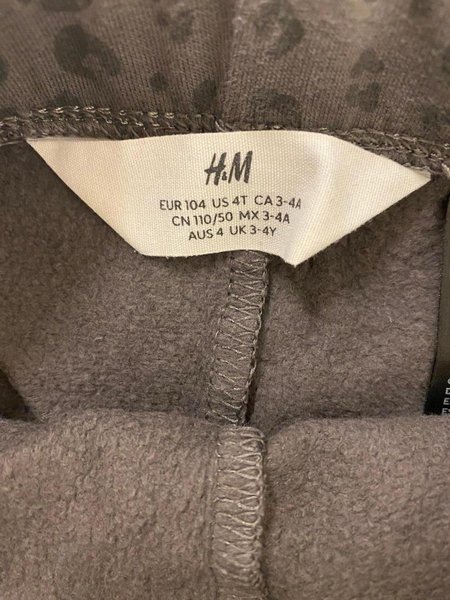 H&M
EUR 104 US 4T CA 3-4A
CN 110/50 MX 3-4A
AUS 4 UK 3-4Y